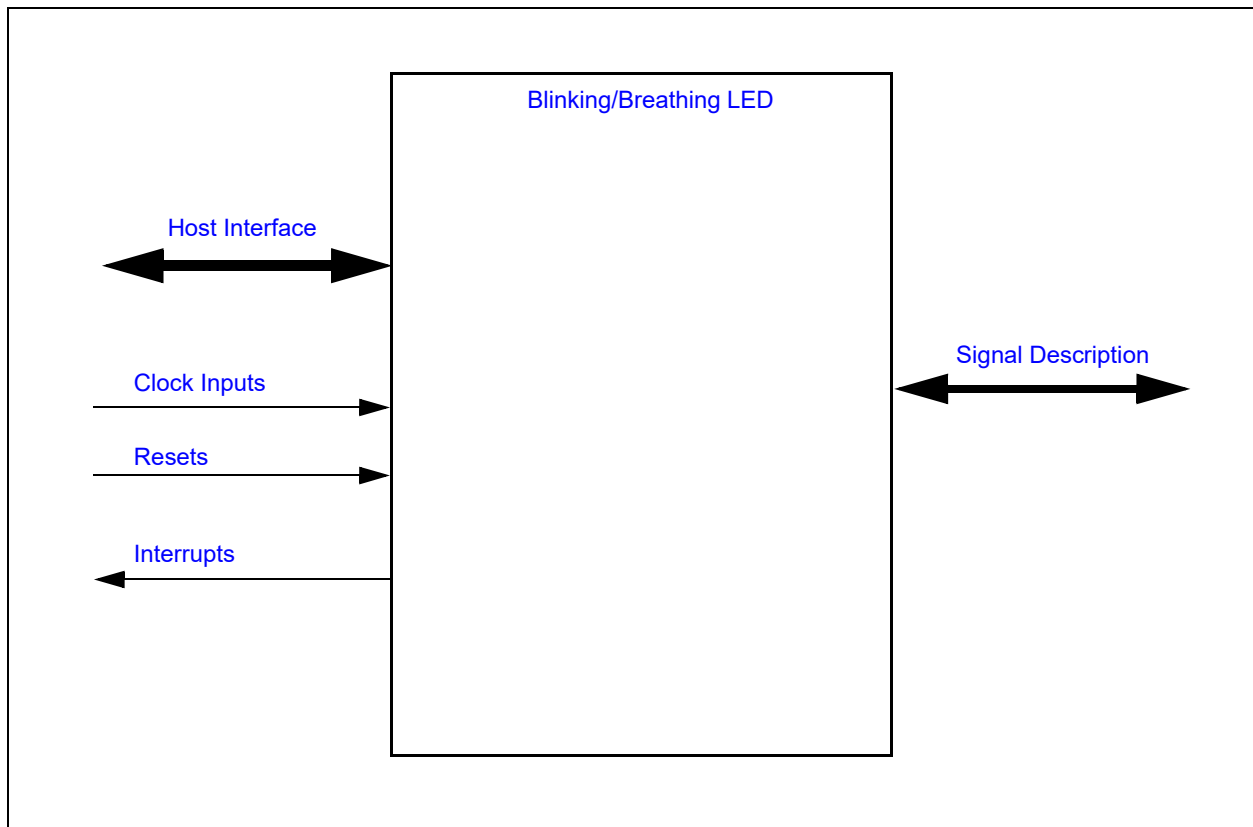 Blinking/Breathing LED
Host Interface
Signal Description
Clock Inputs
Resets
Interrupts